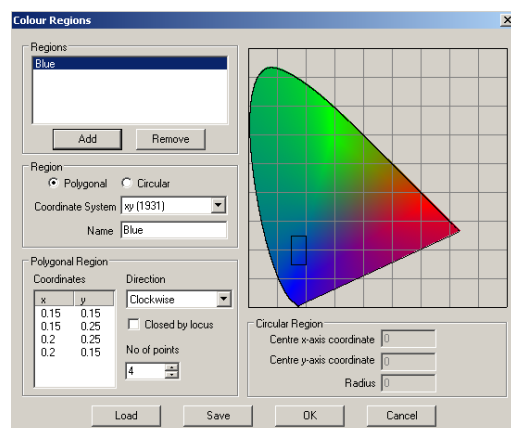 Colour Regions
Regions
Blue
Add Remove
Region
Polygonal Circular
Coordinate System xy (1931)
Name Blue
Polygonal Region
Coordinates Direction
x y
Clockwise
0.15 0.15
0.15 0.25
0.2 0.25
0.2 0.15
Closed by locus
No of points
4
Circular Region
Centre x-axis coordinate 0
Centre y-axis coordinate 0
Radius 0
Load Save OK Cancel